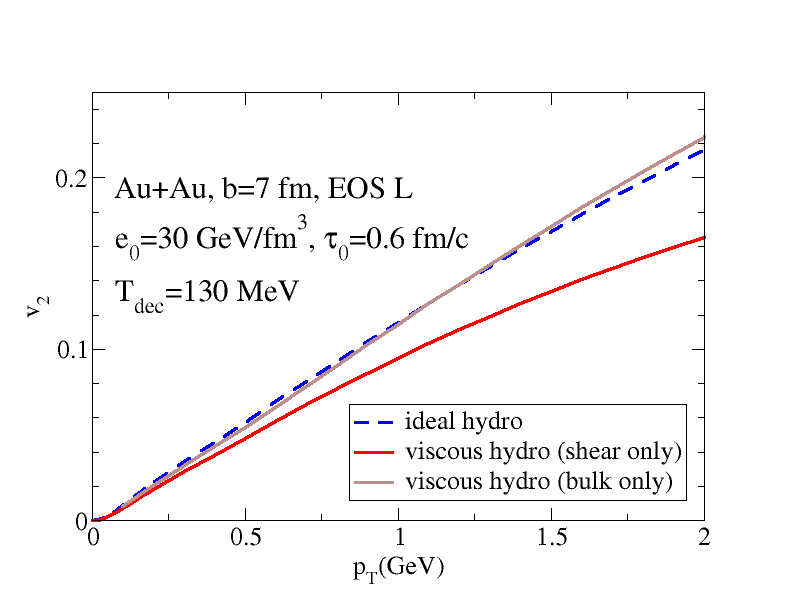 Au+Au, b=7 fm, EOS L
e0=30 GeV/fm3, τ0=0.6 fm/c
Tdec=130 MeV
v2
0.2
0.1
0
ideal hydro
viscous hydro (shear only)
viscous hydro (bulk only)
0 0.5 1 1.5 2
pT(GeV)